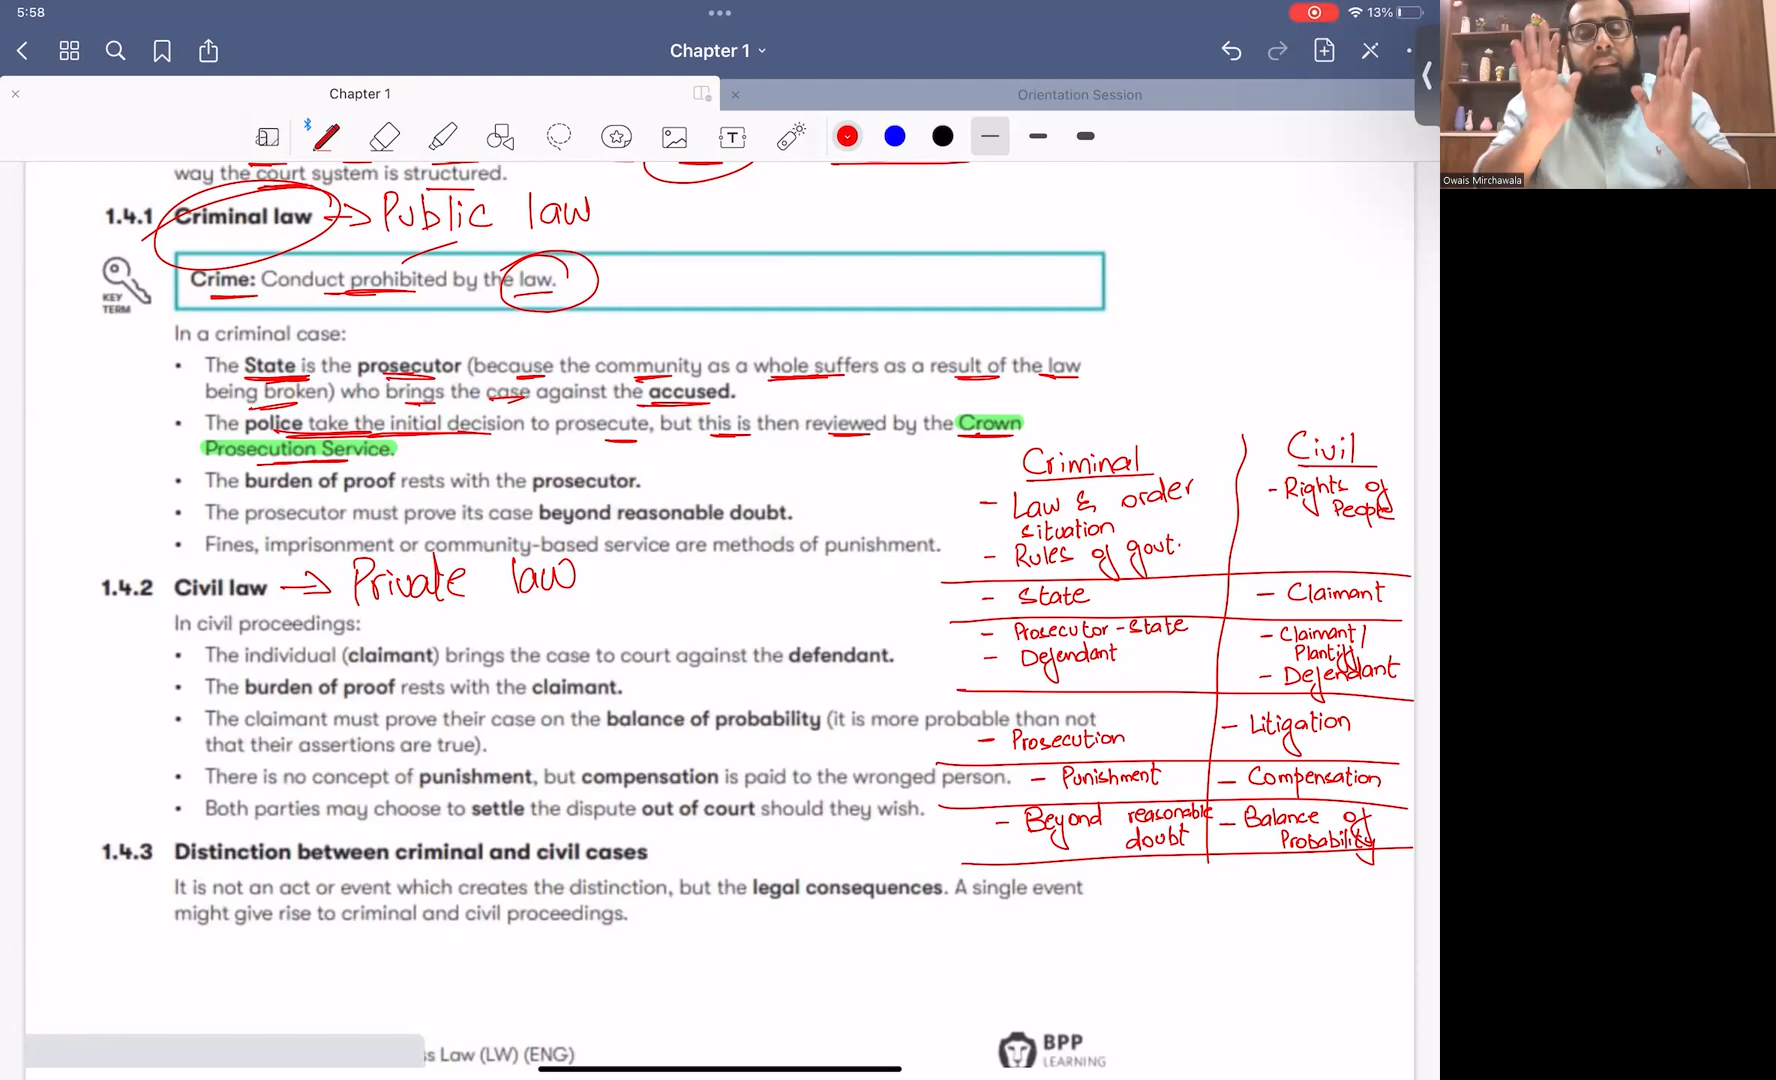 5:58
13%
Chapter 1
Chapter 1
Orientation Session
Owais Mirchawala
way the court system is structured.
1.4.1 Criminal law → Public law
KEY TERM
Crime: Conduct prohibited by the law.
In a criminal case:
• The State is the prosecutor (because the community as a whole suffers as a result of the law
being broken) who brings the case against the accused.
• The police take the initial decision to prosecute, but this is then reviewed by the Crown
Prosecution Service.
• The burden of proof rests with the prosecutor.
• The prosecutor must prove its case beyond reasonable doubt.
• Fines, imprisonment or community-based service are methods of punishment.
1.4.2 Civil law → Private law
In civil proceedings:
• The individual (claimant) brings the case to court against the defendant.
• The burden of proof rests with the claimant.
• The claimant must prove their case on the balance of probability (it is more probable than not
that their assertions are true).
• There is no concept of punishment, but compensation is paid to the wronged person.
• Both parties may choose to settle the dispute out of court should they wish.
1.4.3 Distinction between criminal and civil cases
It is not an act or event which creates the distinction, but the legal consequences. A single event
might give rise to criminal and civil proceedings.
Criminal
- Law & order
situation
- Rules of govt.
- State
- Prosecutor - State
- Defendant
- Prosecution
- Punishment
- Beyond reasonable
doubt
Civil
- Rights of
People
- Claimant
- Claimant/
Plantiff
- Defendant
- Litigation
- Compensation
- Balance of
Probability
ss Law (LW) (ENG)
BPP
LEARNING